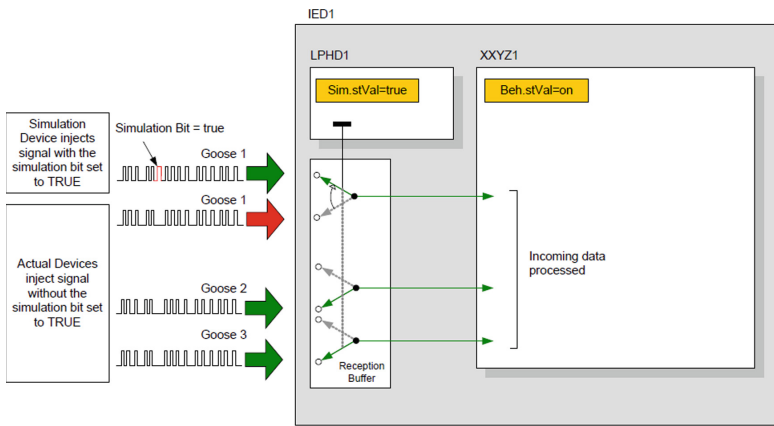 IED1
LPHD1
XXYZ1
Sim.stVal=true
Beh.stVal=on
Simulation
Device injects
signal with the
simulation bit set
to TRUE
Simulation Bit = true
Goose 1
Goose 1
Actual Devices
inject signal
without the
simulation bit set
to TRUE
Goose 2
Goose 3
Incoming data
processed
Reception
Buffer